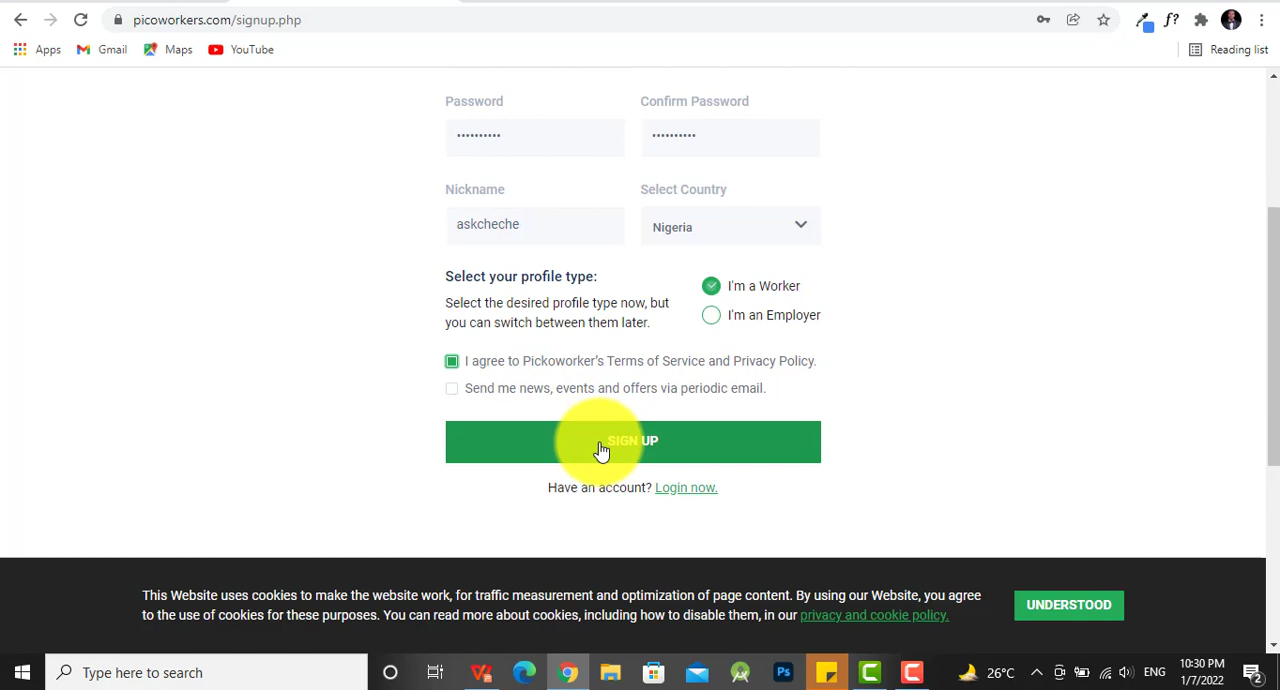 picoworkers.com/signup.php
Apps Gmail Maps YouTube Reading list
Password Confirm Password
•••••••••• ••••••••••
Nickname Select Country
askcheche Nigeria
Select your profile type:
Select the desired profile type now, but
you can switch between them later.
I'm a Worker
I'm an Employer
I agree to Pickoworker's Terms of Service and Privacy Policy.
Send me news, events and offers via periodic email.
SIGN UP
Have an account? Login now.
This Website uses cookies to make the website work, for traffic measurement and optimization of page content. By using our Website, you agree
to the use of cookies for these purposes. You can read more about cookies, including how to disable them, in our privacy and cookie policy.
UNDERSTOOD
Type here to search
Ps
26°C
ENG
10:30 PM
1/7/2022
2